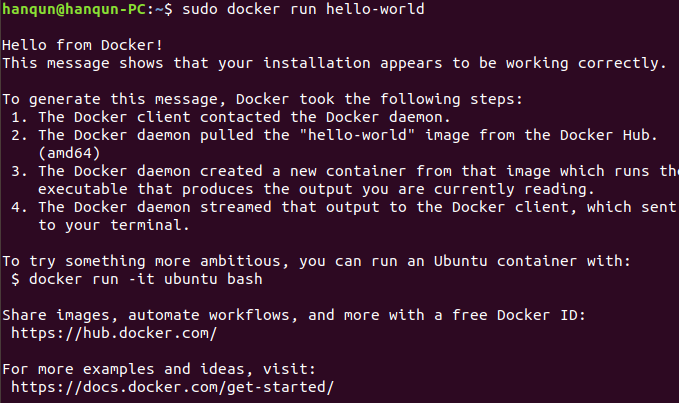 hanqun@hanqun-PC:~$ sudo docker run hello-world
Hello from Docker!
This message shows that your installation appears to be working correctly.
To generate this message, Docker took the following steps:
1. The Docker client contacted the Docker daemon.
2. The Docker daemon pulled the "hello-world" image from the Docker Hub.
(amd64)
3. The Docker daemon created a new container from that image which runs the
executable that produces the output you are currently reading.
4. The Docker daemon streamed that output to the Docker client, which sent
to your terminal.
To try something more ambitious, you can run an Ubuntu container with:
$ docker run -it ubuntu bash
Share images, automate workflows, and more with a free Docker ID:
https://hub.docker.com/
For more examples and ideas, visit:
https://docs.docker.com/get-started/